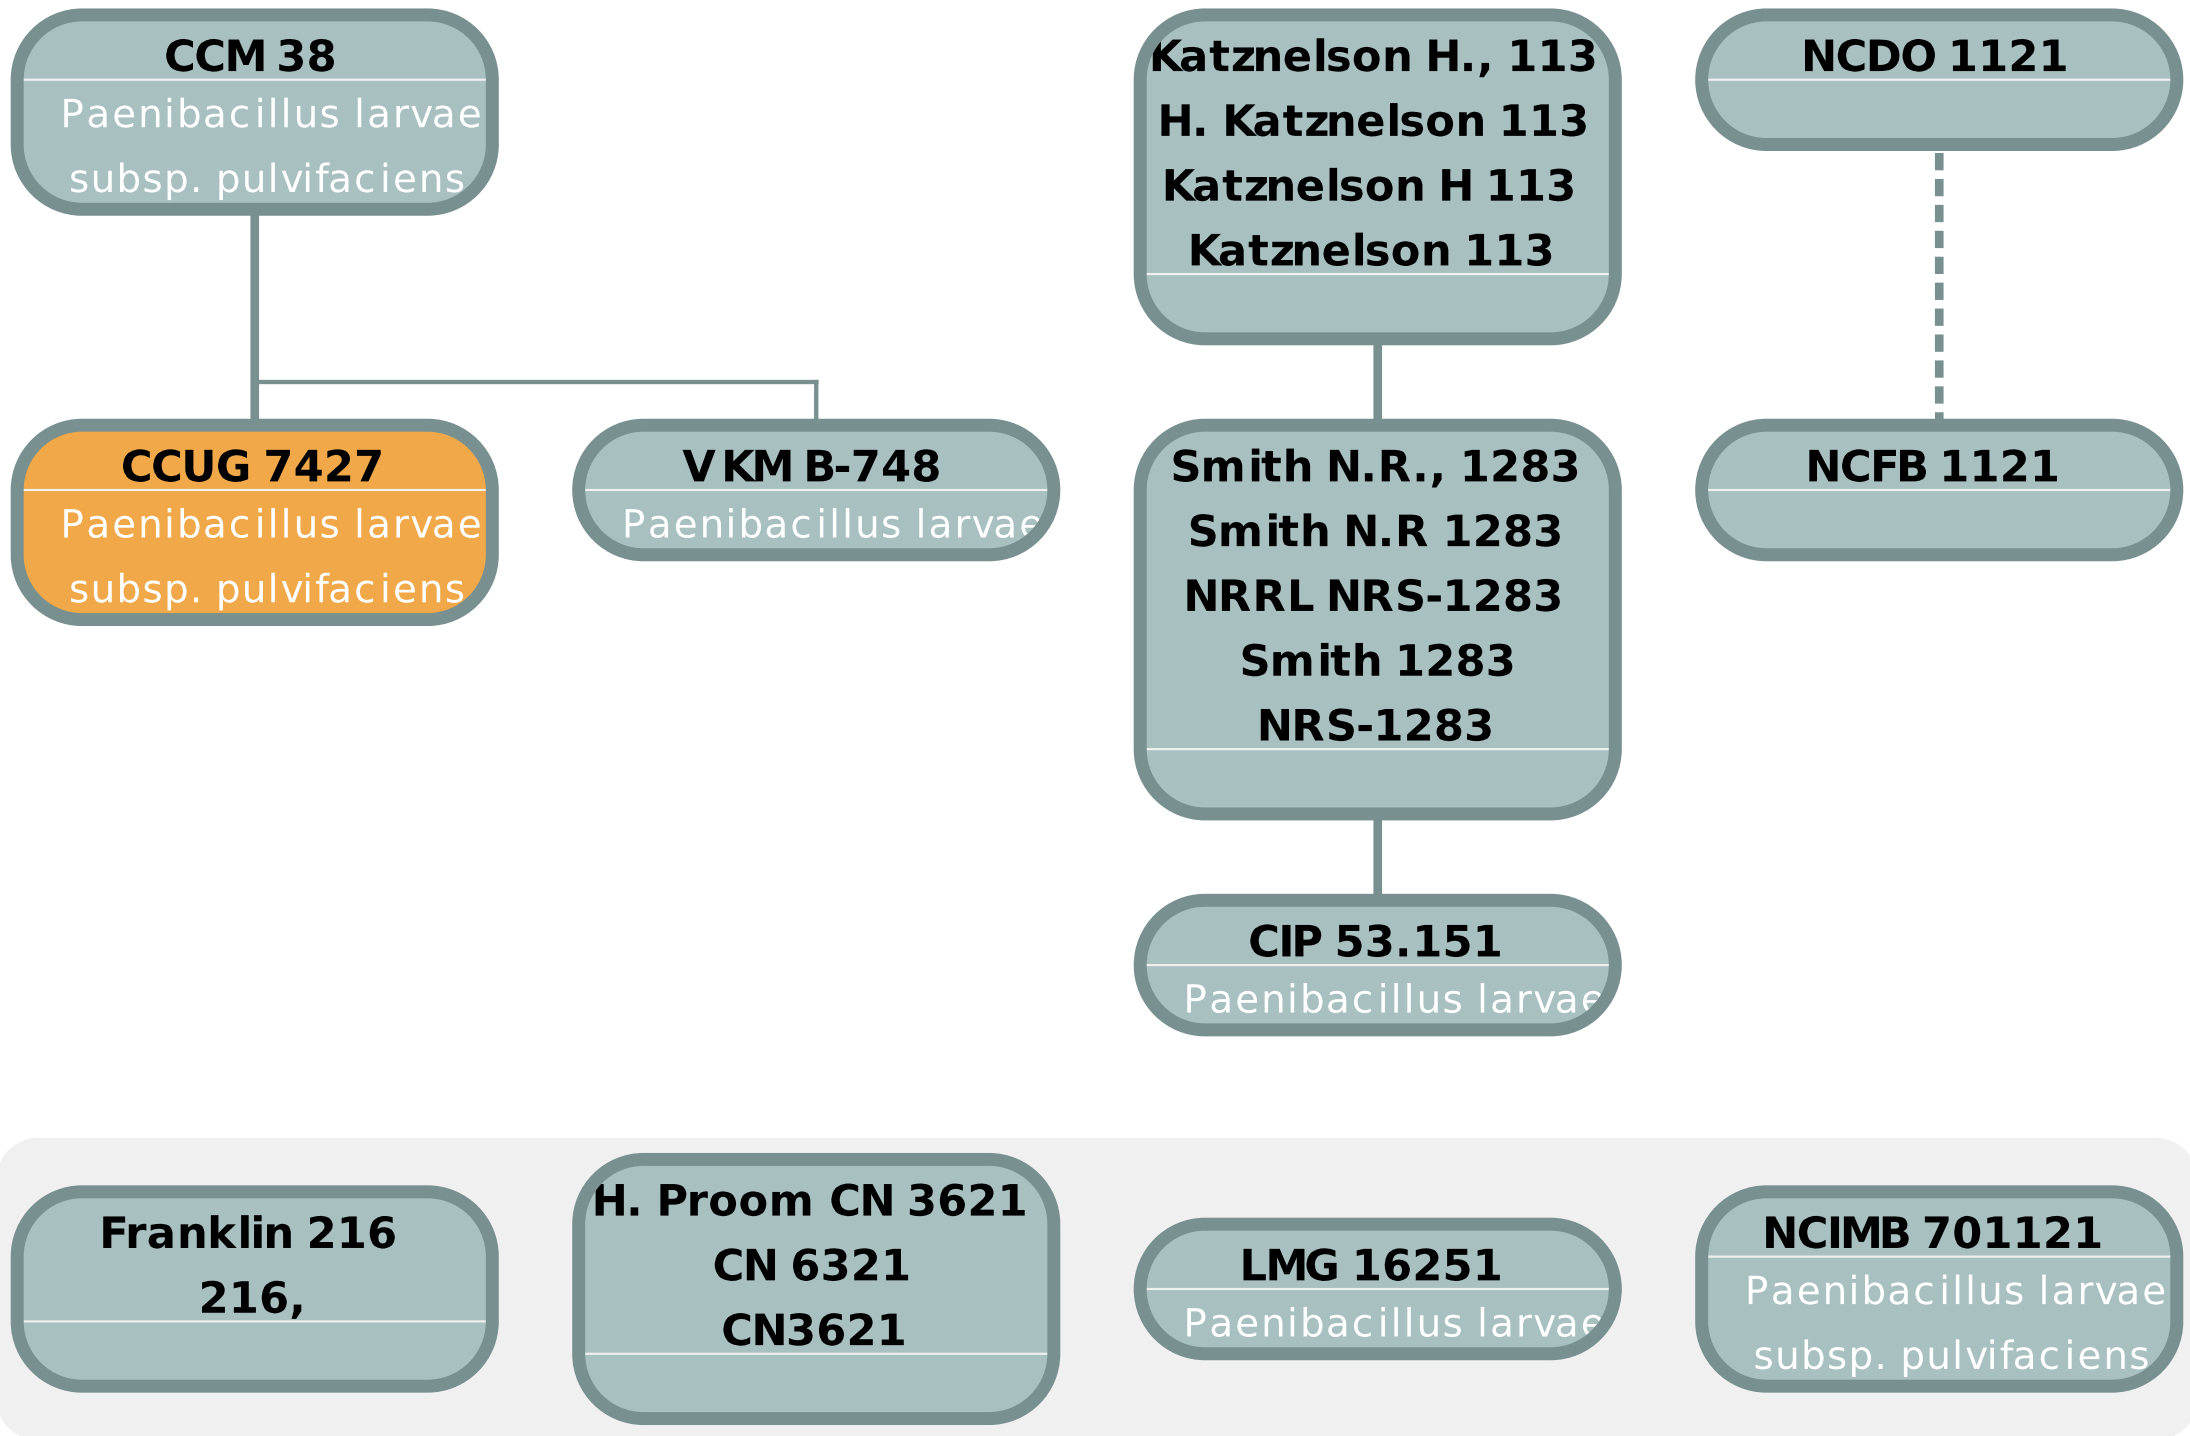 CCM 38
Paenibacillus larvae
subsp. pulvifaciens
Katznelson H., 113
H. Katznelson 113
Katznelson H 113
Katznelson 113
NCDO 1121
CCUG 7427
Paenibacillus larvae
subsp. pulvifaciens
VKM B-748
Paenibacillus larvae
Smith N.R., 1283
Smith N.R 1283
NRRL NRS-1283
Smith 1283
NRS-1283
NCFB 1121
CIP 53.151
Paenibacillus larvae
Franklin 216
216,
H. Proom CN 3621
CN 6321
CN3621
LMG 16251
Paenibacillus larvae
NCIMB 701121
Paenibacillus larvae
subsp. pulvifaciens